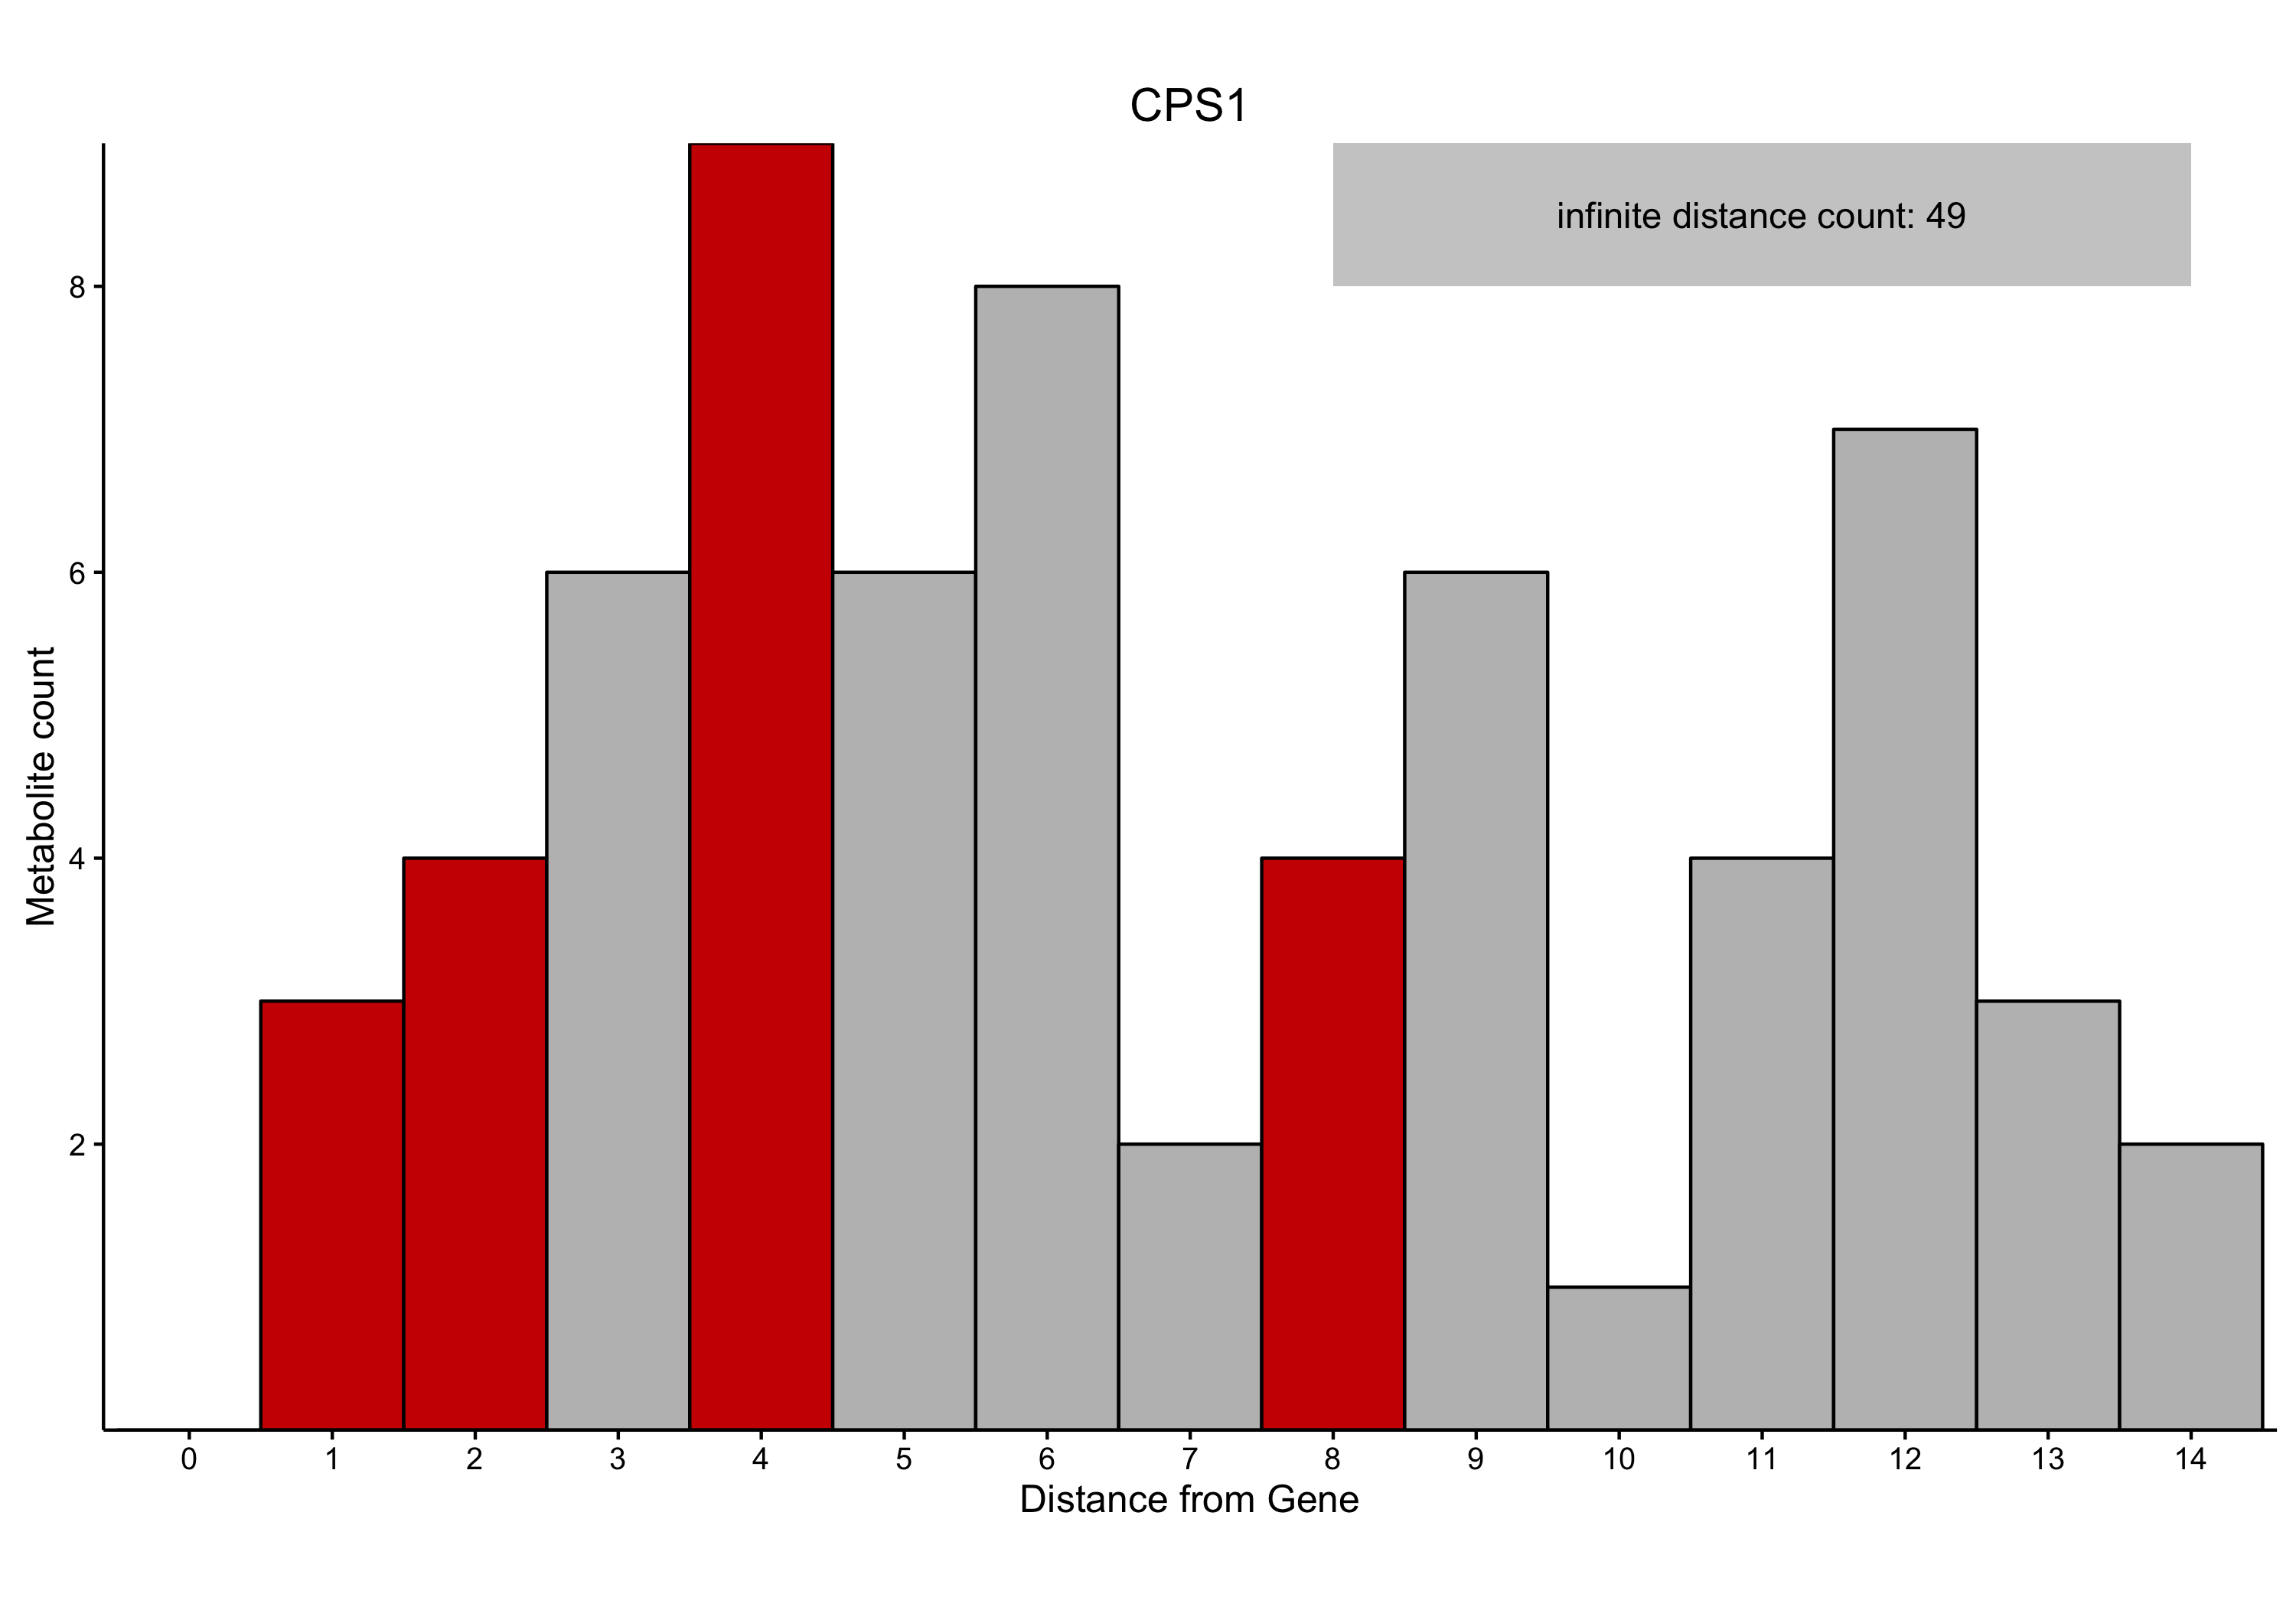 CPS1
infinite distance count: 49
8
6
4
2
Metabolite count
0 1 2 3 4 5 6 7 8 9 10 11 12 13 14
Distance from Gene